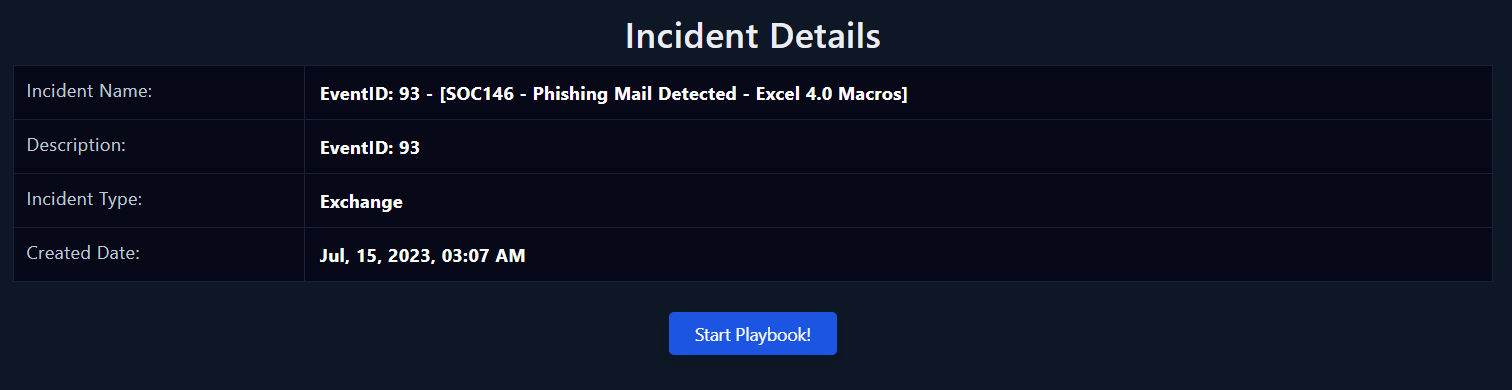 Incident Details
Incident Name: EventID: 93 - [SOC146 - Phishing Mail Detected - Excel 4.0 Macros]
Description: EventID: 93
Incident Type: Exchange
Created Date: Jul, 15, 2023, 03:07 AM
Start Playbook!